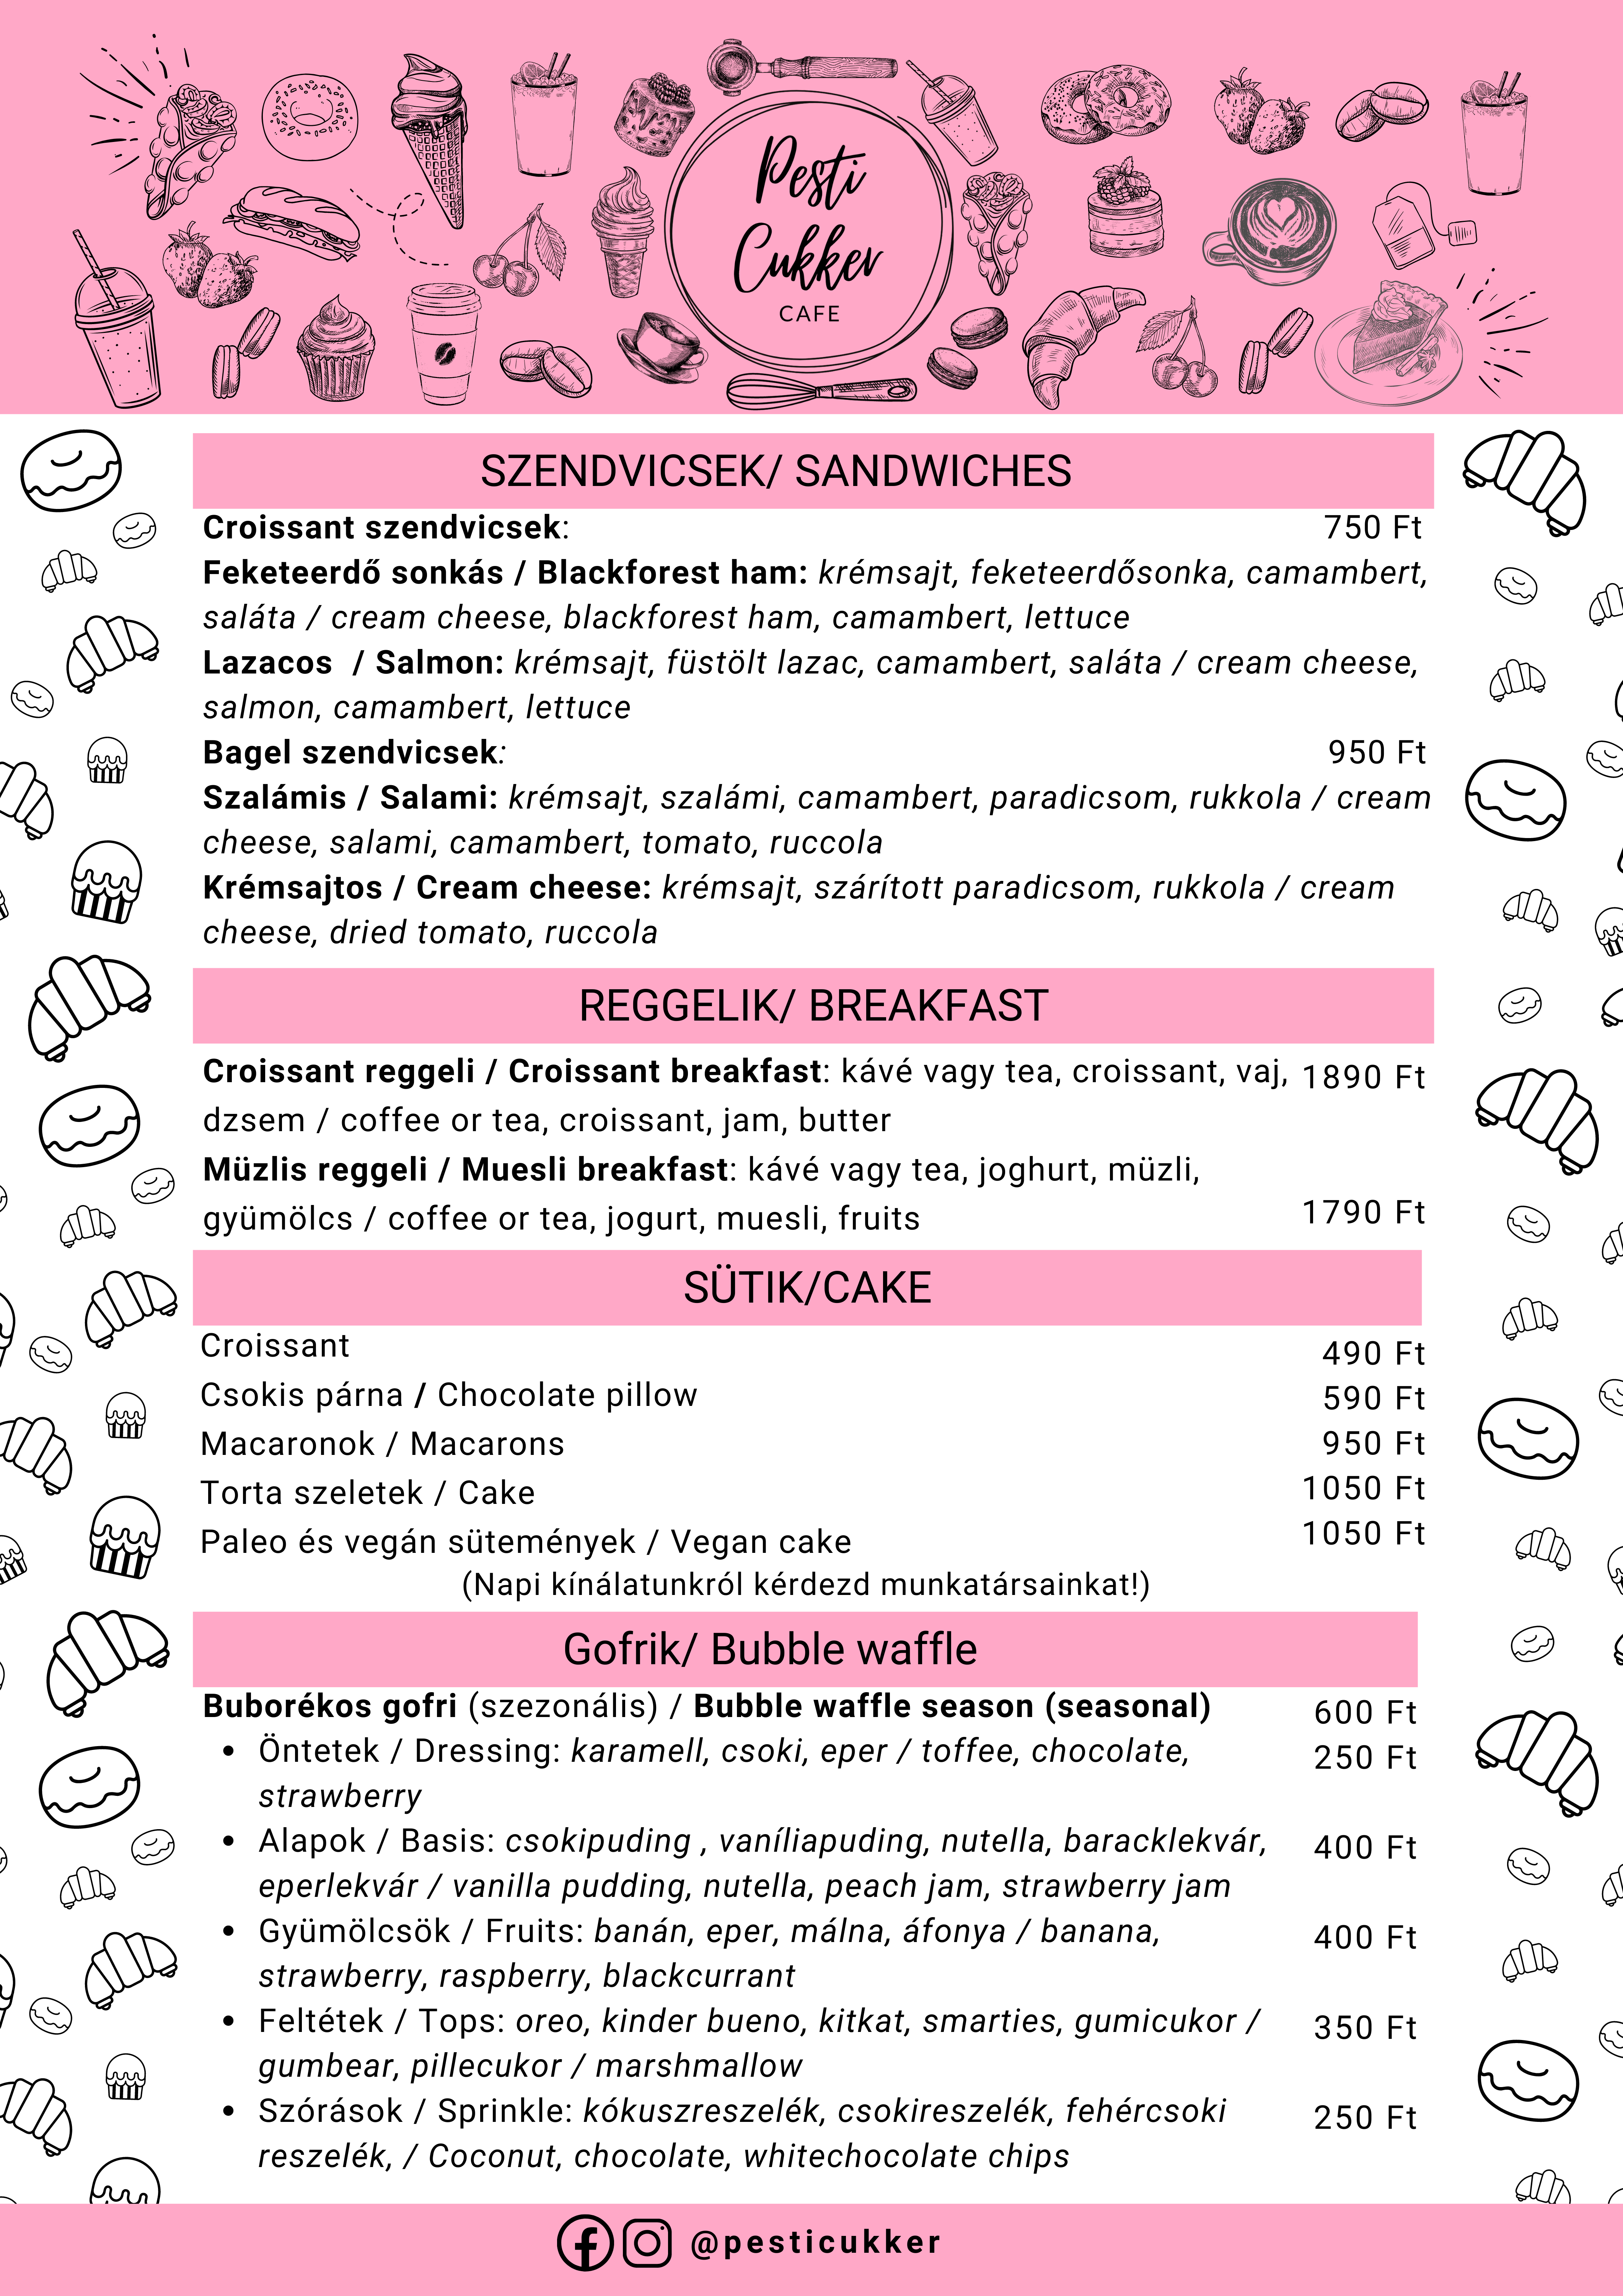 Pesti
Cukker
CAFE
SZENDVICSEK/ SANDWICHES
Croissant szendvicsek: 750 Ft
Feketeerdő sonkás / Blackforest ham: krémsajt, feketeerdősonka, camambert,
saláta / cream cheese, blackforest ham, camambert, lettuce
Lazacos / Salmon: krémsajt, füstölt lazac, camambert, saláta / cream cheese,
salmon, camambert, lettuce
Bagel szendvicsek: 950 Ft
Szalámis / Salami: krémsajt, szalámi, camambert, paradicsom, rukkola / cream
cheese, salami, camambert, tomato, ruccola
Krémsajtos / Cream cheese: krémsajt, szárított paradicsom, rukkola / cream
cheese, dried tomato, ruccola
REGGELIK/ BREAKFAST
Croissant reggeli / Croissant breakfast: kávé vagy tea, croissant, vaj, 1890 Ft
dzsem / coffee or tea, croissant, jam, butter
Müzlis reggeli / Muesli breakfast: kávé vagy tea, joghurt, müzli,
gyümölcs / coffee or tea, jogurt, muesli, fruits 1790 Ft
SÜTIK/CAKE
Croissant 490 Ft
Csokis párna / Chocolate pillow 590 Ft
Macaronok / Macarons 950 Ft
Torta szeletek / Cake 1050 Ft
Paleo és vegán sütemények / Vegan cake 1050 Ft
(Napi kínálatunkról kérdezd munkatársainkat!)
Gofrik/ Bubble waffle
Buborékos gofri (szezonális) / Bubble waffle season (seasonal) 600 Ft
• Öntetek / Dressing: karamell, csoki, eper / toffee, chocolate, 250 Ft
strawberry
• Alapok / Basis: csokipuding , vaníliapuding, nutella, baracklekvár, 400 Ft
eperlekvár / vanilla pudding, nutella, peach jam, strawberry jam
• Gyümölcsök / Fruits: banán, eper, málna, áfonya / banana, 400 Ft
strawberry, raspberry, blackcurrant
• Feltétek / Tops: oreo, kinder bueno, kitkat, smarties, gumicukor / 350 Ft
gumbear, pillecukor / marshmallow
• Szórások / Sprinkle: kókuszreszelék, csokireszelék, fehércsoki 250 Ft
reszelék, / Coconut, chocolate, whitechocolate chips
@pesticukker